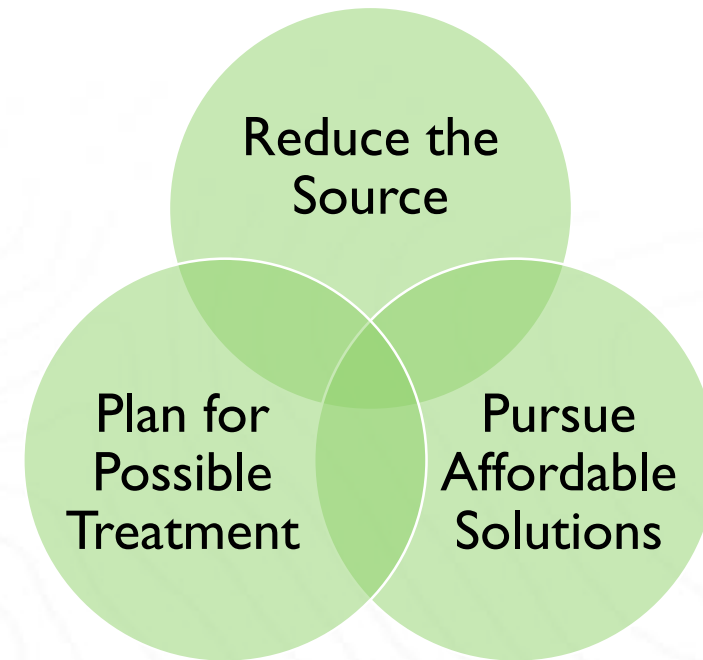 Reduce the
Source
Plan for
Possible
Treatment
Pursue
Affordable
Solutions